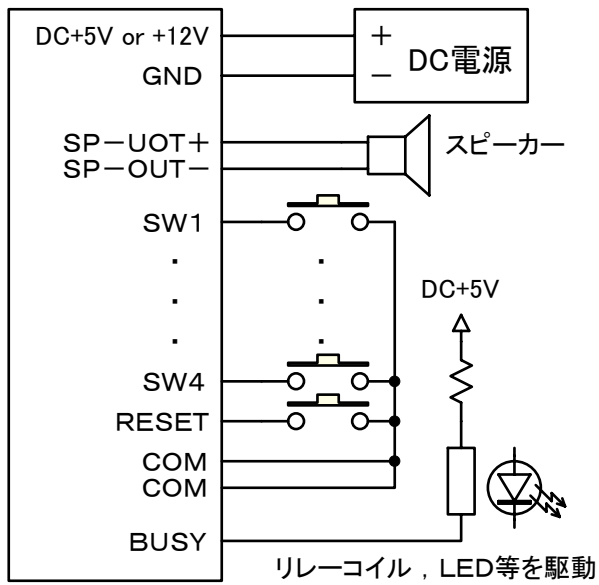 DC+5V or +12V
GND
+
−
DC電源
SP−UOT+
SP−OUT−
スピーカー
SW1
DC+5V
SW4
RESET
COM
COM
BUSY
リレーコイル , LED等を駆動